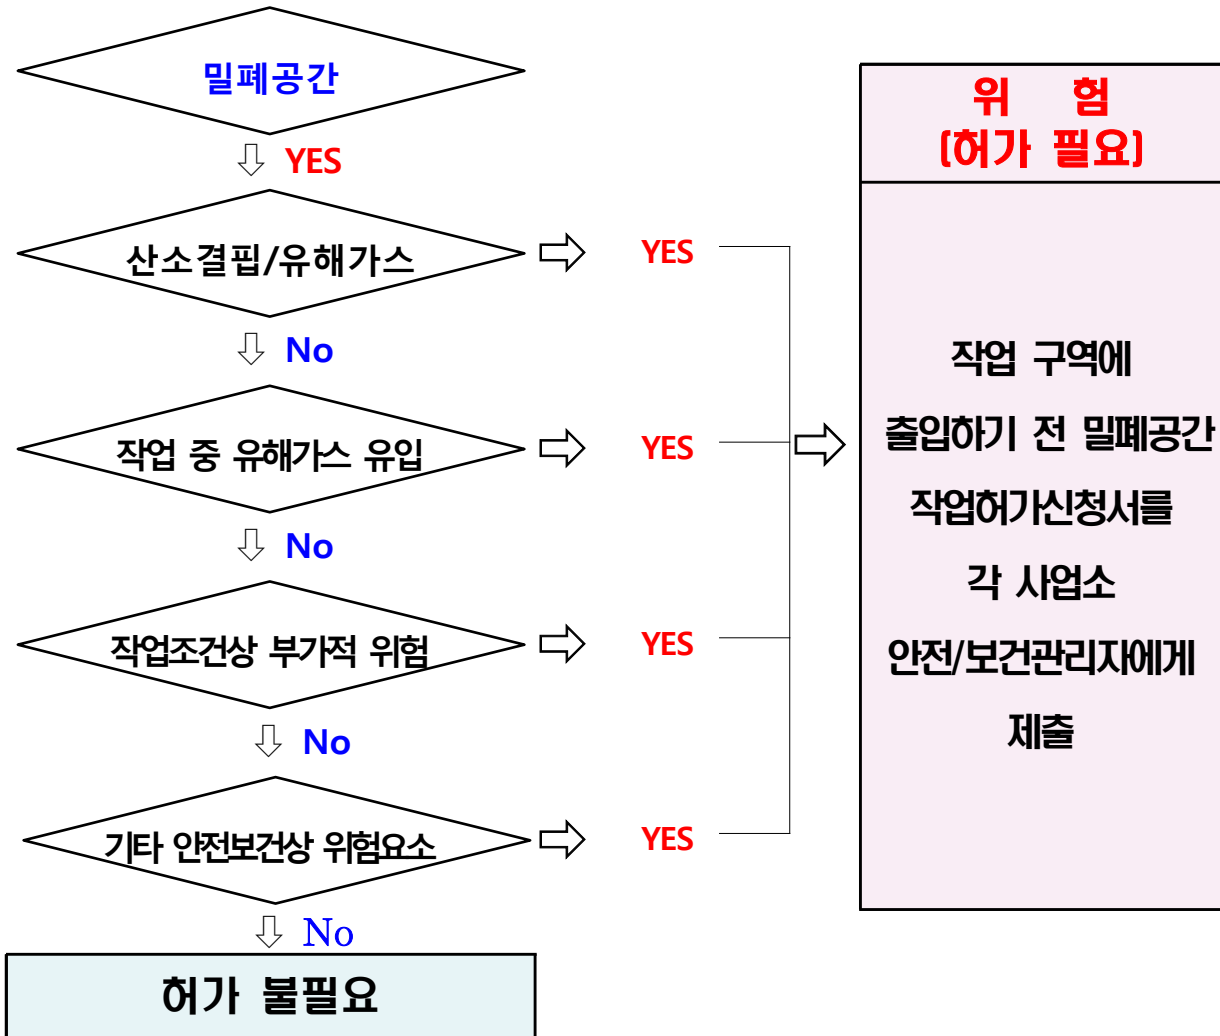 밀폐공간
YES
산소결핍/유해가스
YES
No
작업 중 유해가스 유입
YES
No
작업조건상 부가적 위험
YES
No
기타 안전보건상 위험요소
YES
No
허가 불필요
위 험
(허가 필요)
작업 구역에
출입하기 전 밀폐공간
작업허가신청서를
각 사업소
안전/보건관리자에게
제출